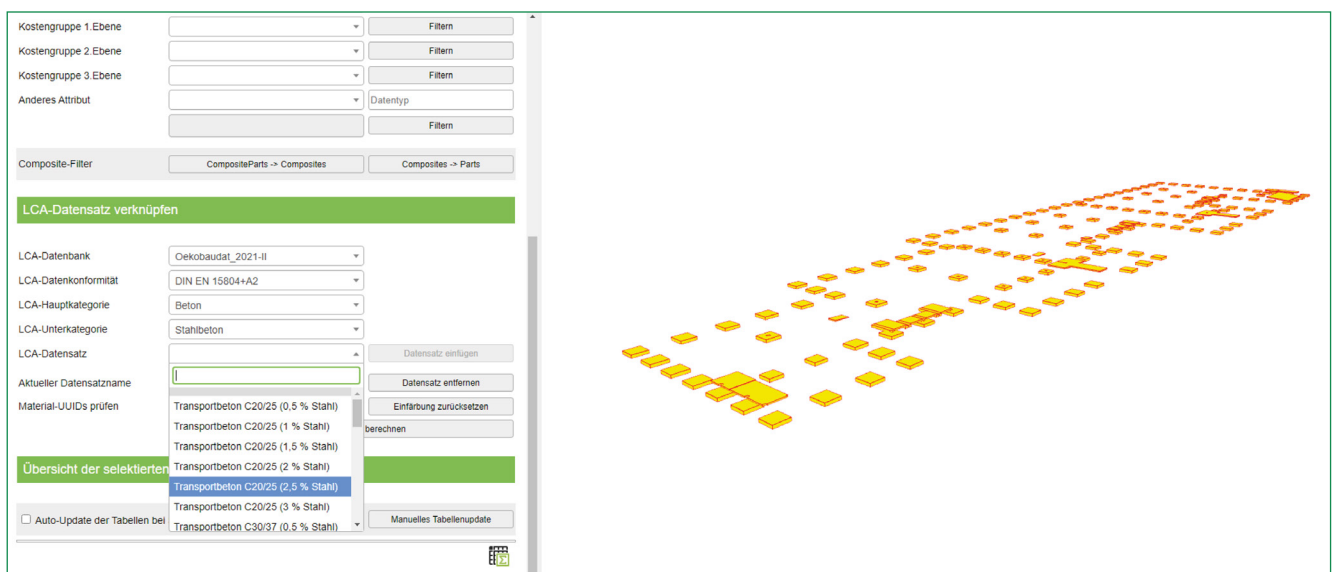 Kostengruppe 1.Ebene Filtern
Kostengruppe 2.Ebene Filtern
Kostengruppe 3.Ebene Filtern
Anderes Attribut Datentyp
Filtern
Composite-Filter CompositeParts -> Composites Composites -> Parts
LCA-Datensatz verknüpfen
LCA-Datenbank Oekobaudat_2021-II
LCA-Datenkonformität DIN EN 15804+A2
LCA-Hauptkategorie Beton
LCA-Unterkategorie Stahlbeton
LCA-Datensatz Datensatz einfügen
Aktueller Datensatzname Datensatz entfernen
Material-UUIDs prüfen Transportbeton C20/25 (0,5 % Stahl) Einfärbung zurücksetzen
Transportbeton C20/25 (1 % Stahl) berechnen
Transportbeton C20/25 (1,5 % Stahl)
Übersicht der selektierten Transportbeton C20/25 (2 % Stahl)
Transportbeton C20/25 (2,5 % Stahl)
Transportbeton C20/25 (3 % Stahl)
Auto-Update der Tabellen bei Transportbeton C30/37 (0,5 % Stahl) Manuelles Tabellenupdate